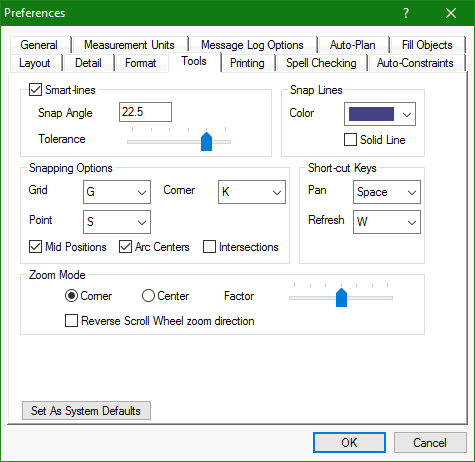 Preferences ?
General Measurement Units Message Log Options Auto-Plan Fill Objects
Layout Detail Format Tools Printing Spell Checking Auto-Constraints
Smart-lines
Snap Angle 22.5
Tolerance
Snap Lines
Color
Solid Line
Snapping Options
Grid G Corner K
Point S
Mid Positions Arc Centers Intersections
Short-cut Keys
Pan Space
Refresh W
Zoom Mode
Corner Center Factor
Reverse Scroll Wheel zoom direction
Set As System Defaults
OK Cancel